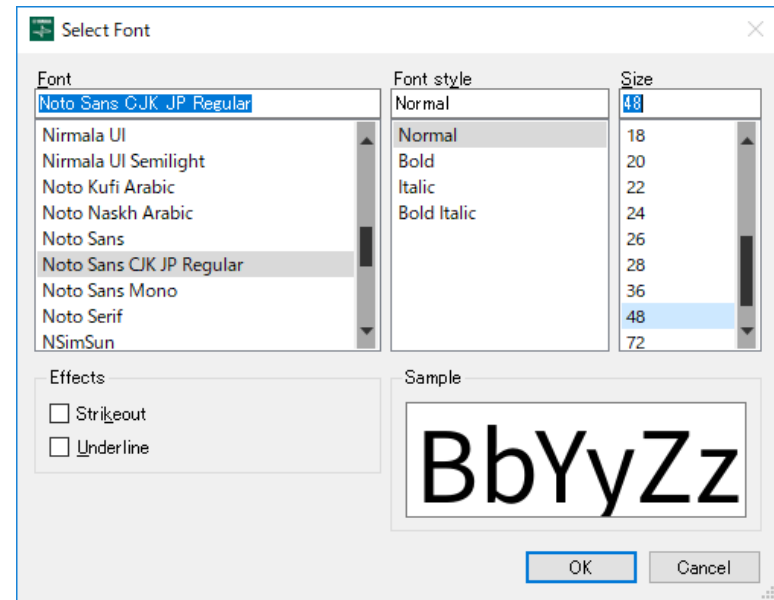 Select Font
Font
Font style
Size
Noto Sans CJK JP Regular
Normal
48
Nirmala UI
Nirmala UI Semilight
Noto Kufi Arabic
Noto Naskh Arabic
Noto Sans
Noto Sans CJK JP Regular
Noto Sans Mono
Noto Serif
NSimSun
Normal
Bold
Italic
Bold Italic
18
20
22
24
26
28
36
48
72
Effects
Strikeout
Underline
Sample
BbYyZz
OK
Cancel